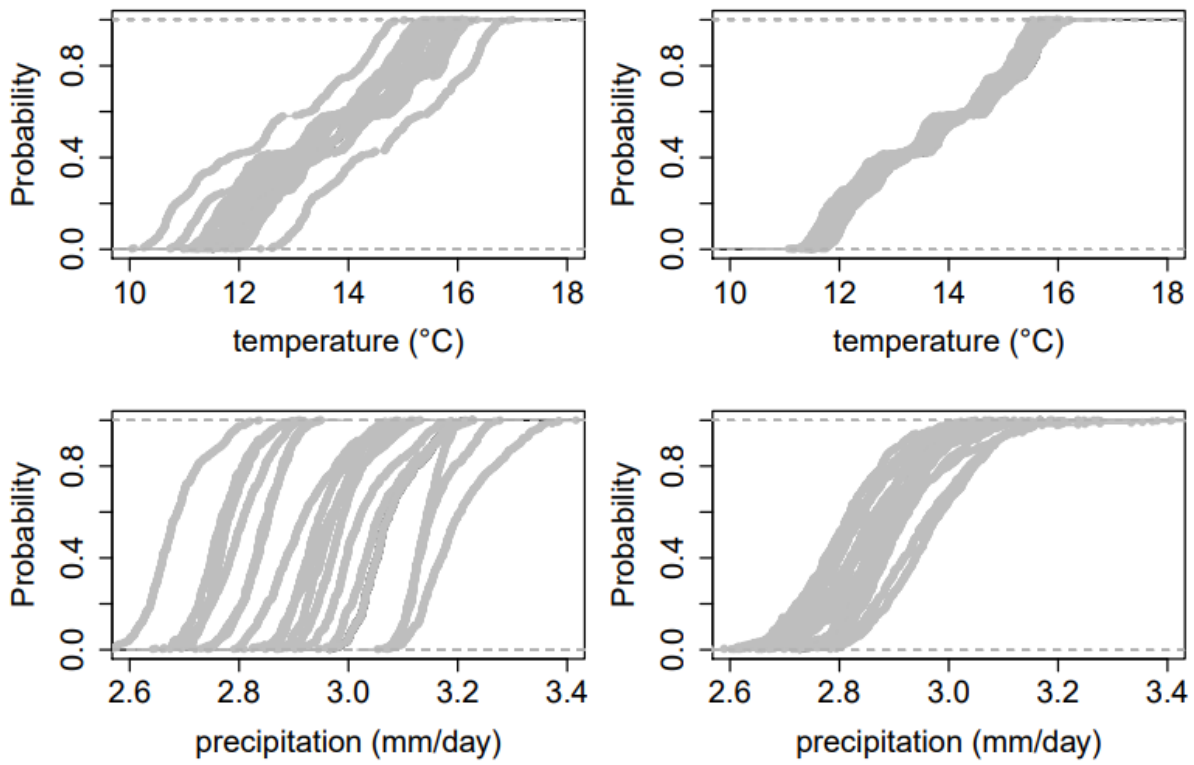 Probability
0.0 0.4 0.8
10 12 14 16 18
temperature (°C)
Probability
0.0 0.4 0.8
10 12 14 16 18
temperature (°C)
Probability
0.0 0.4 0.8
2.6 2.8 3.0 3.2 3.4
precipitation (mm/day)
Probability
0.0 0.4 0.8
2.6 2.8 3.0 3.2 3.4
precipitation (mm/day)